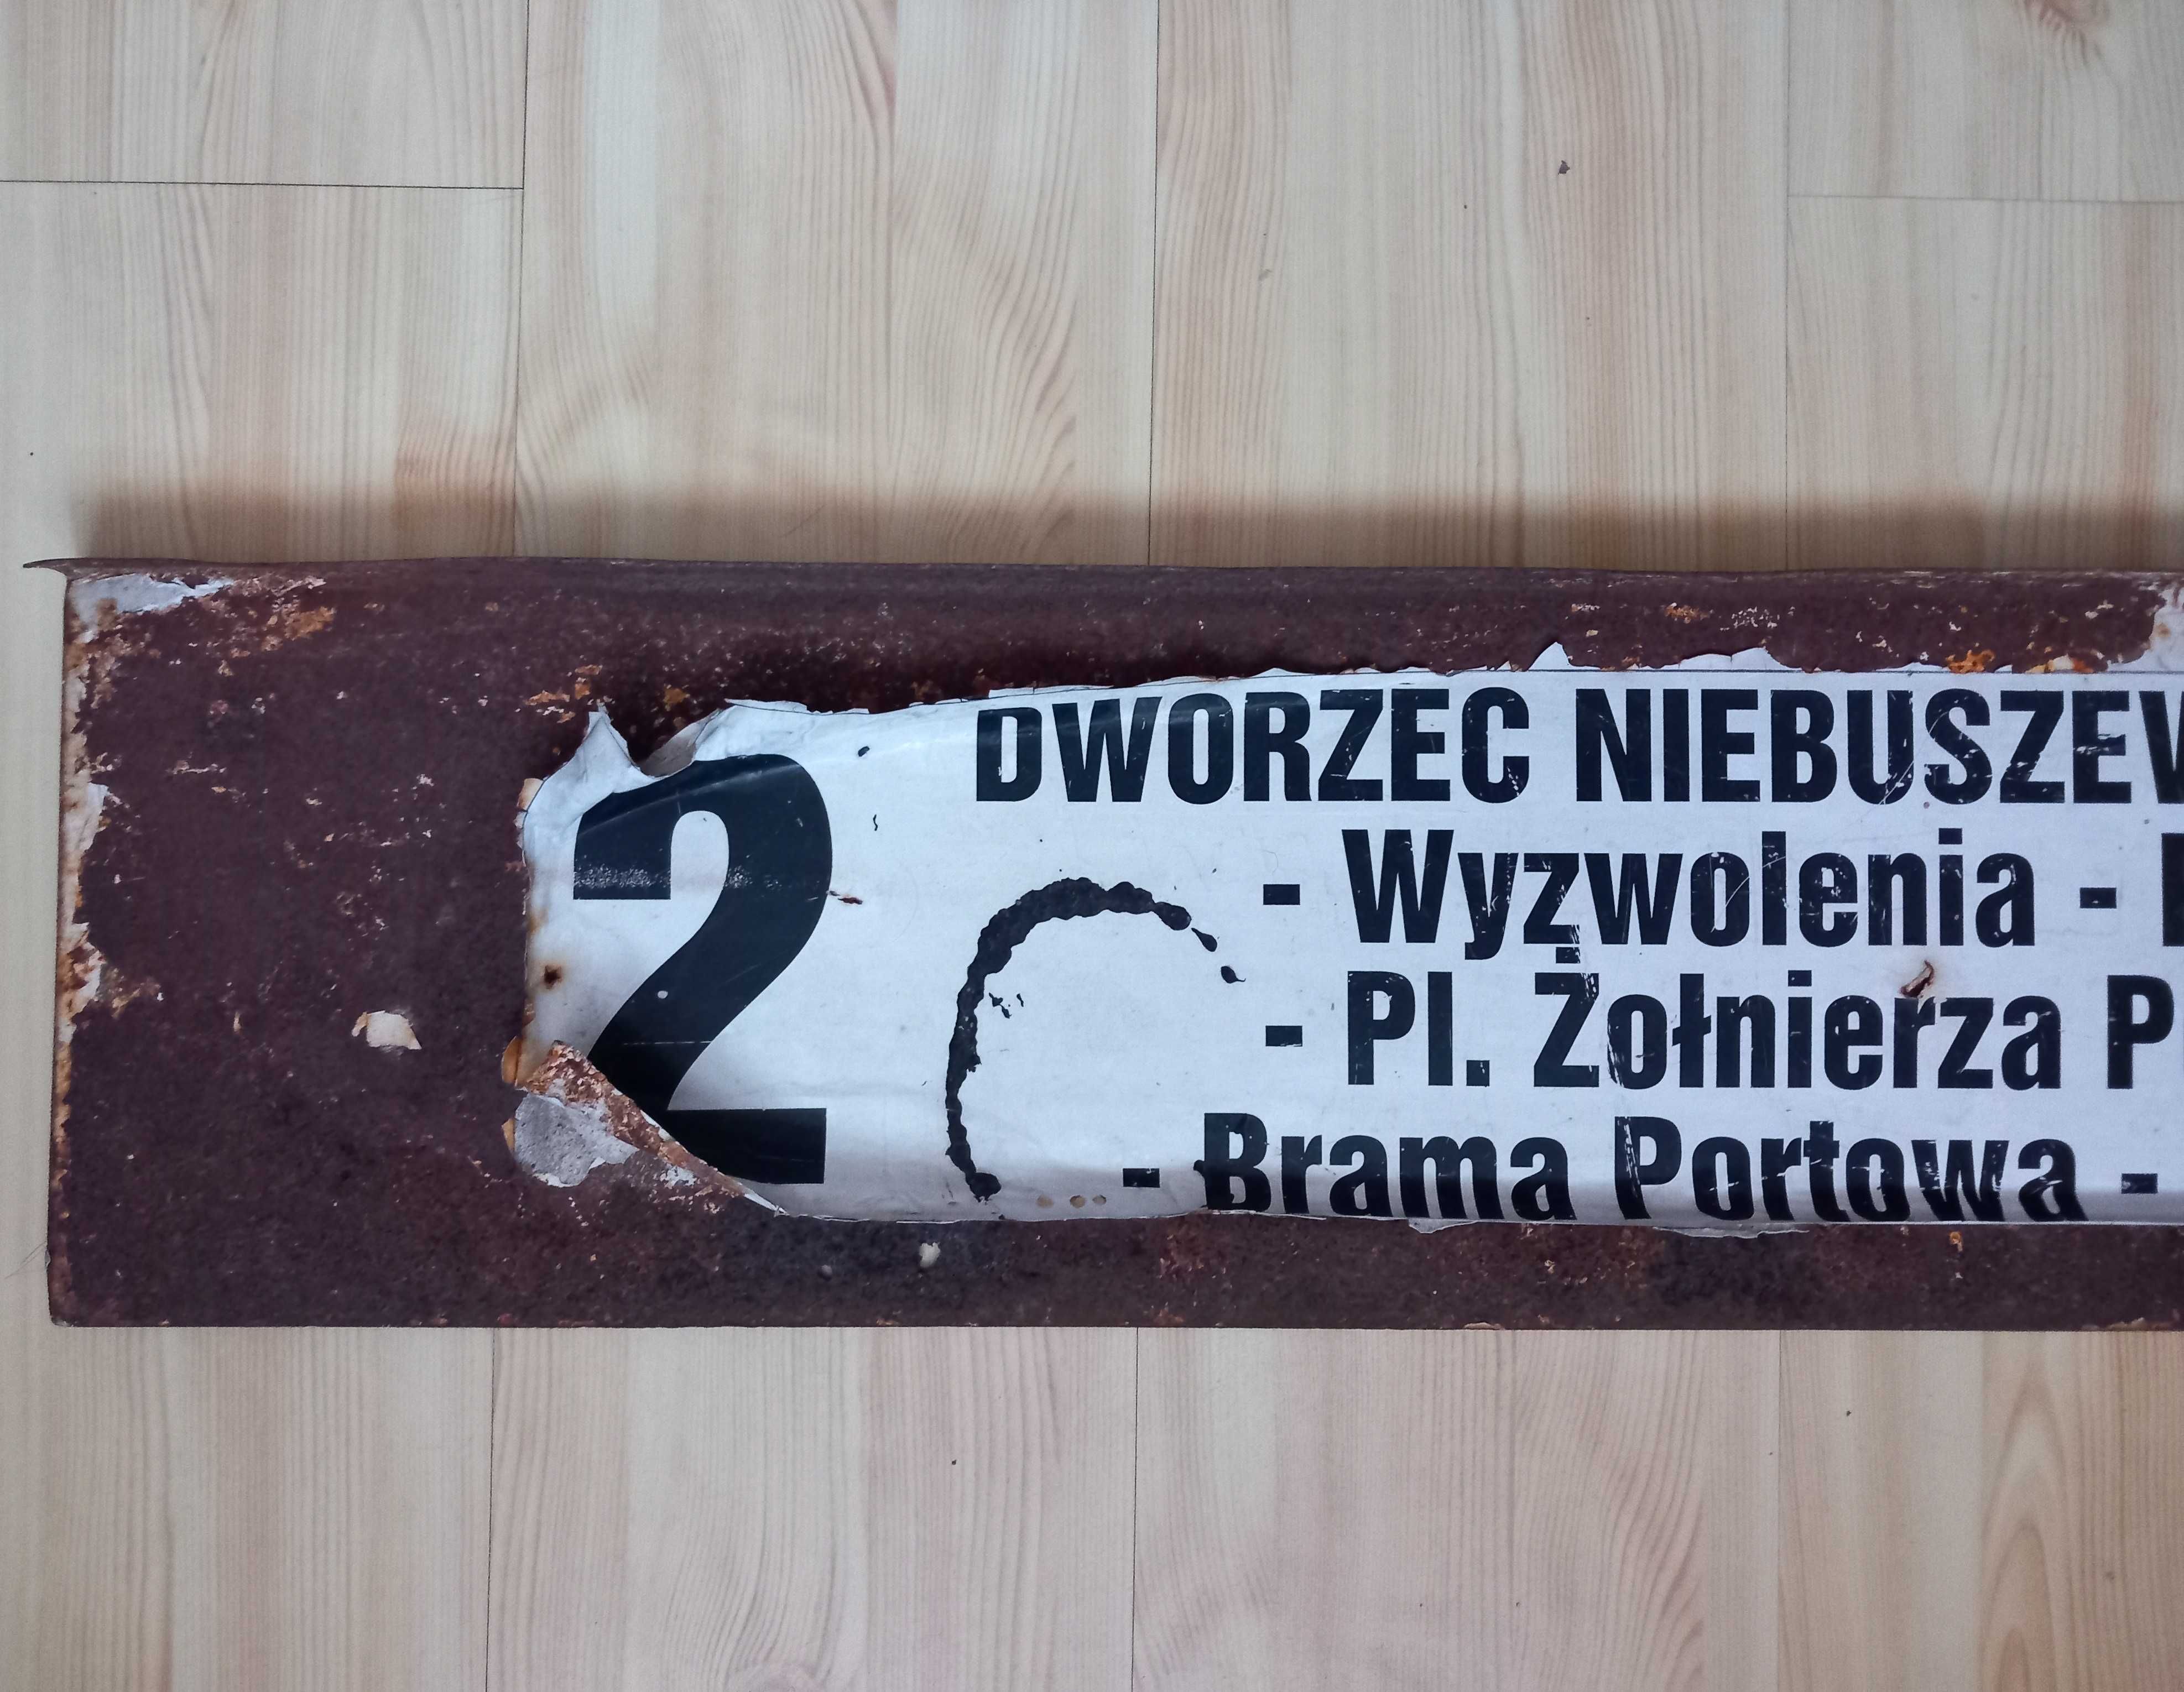 2
DWORZEC NIEBUSZEW
- Wyzwolenia -
- Pl. Żołnierza P
- Brama Portowa -